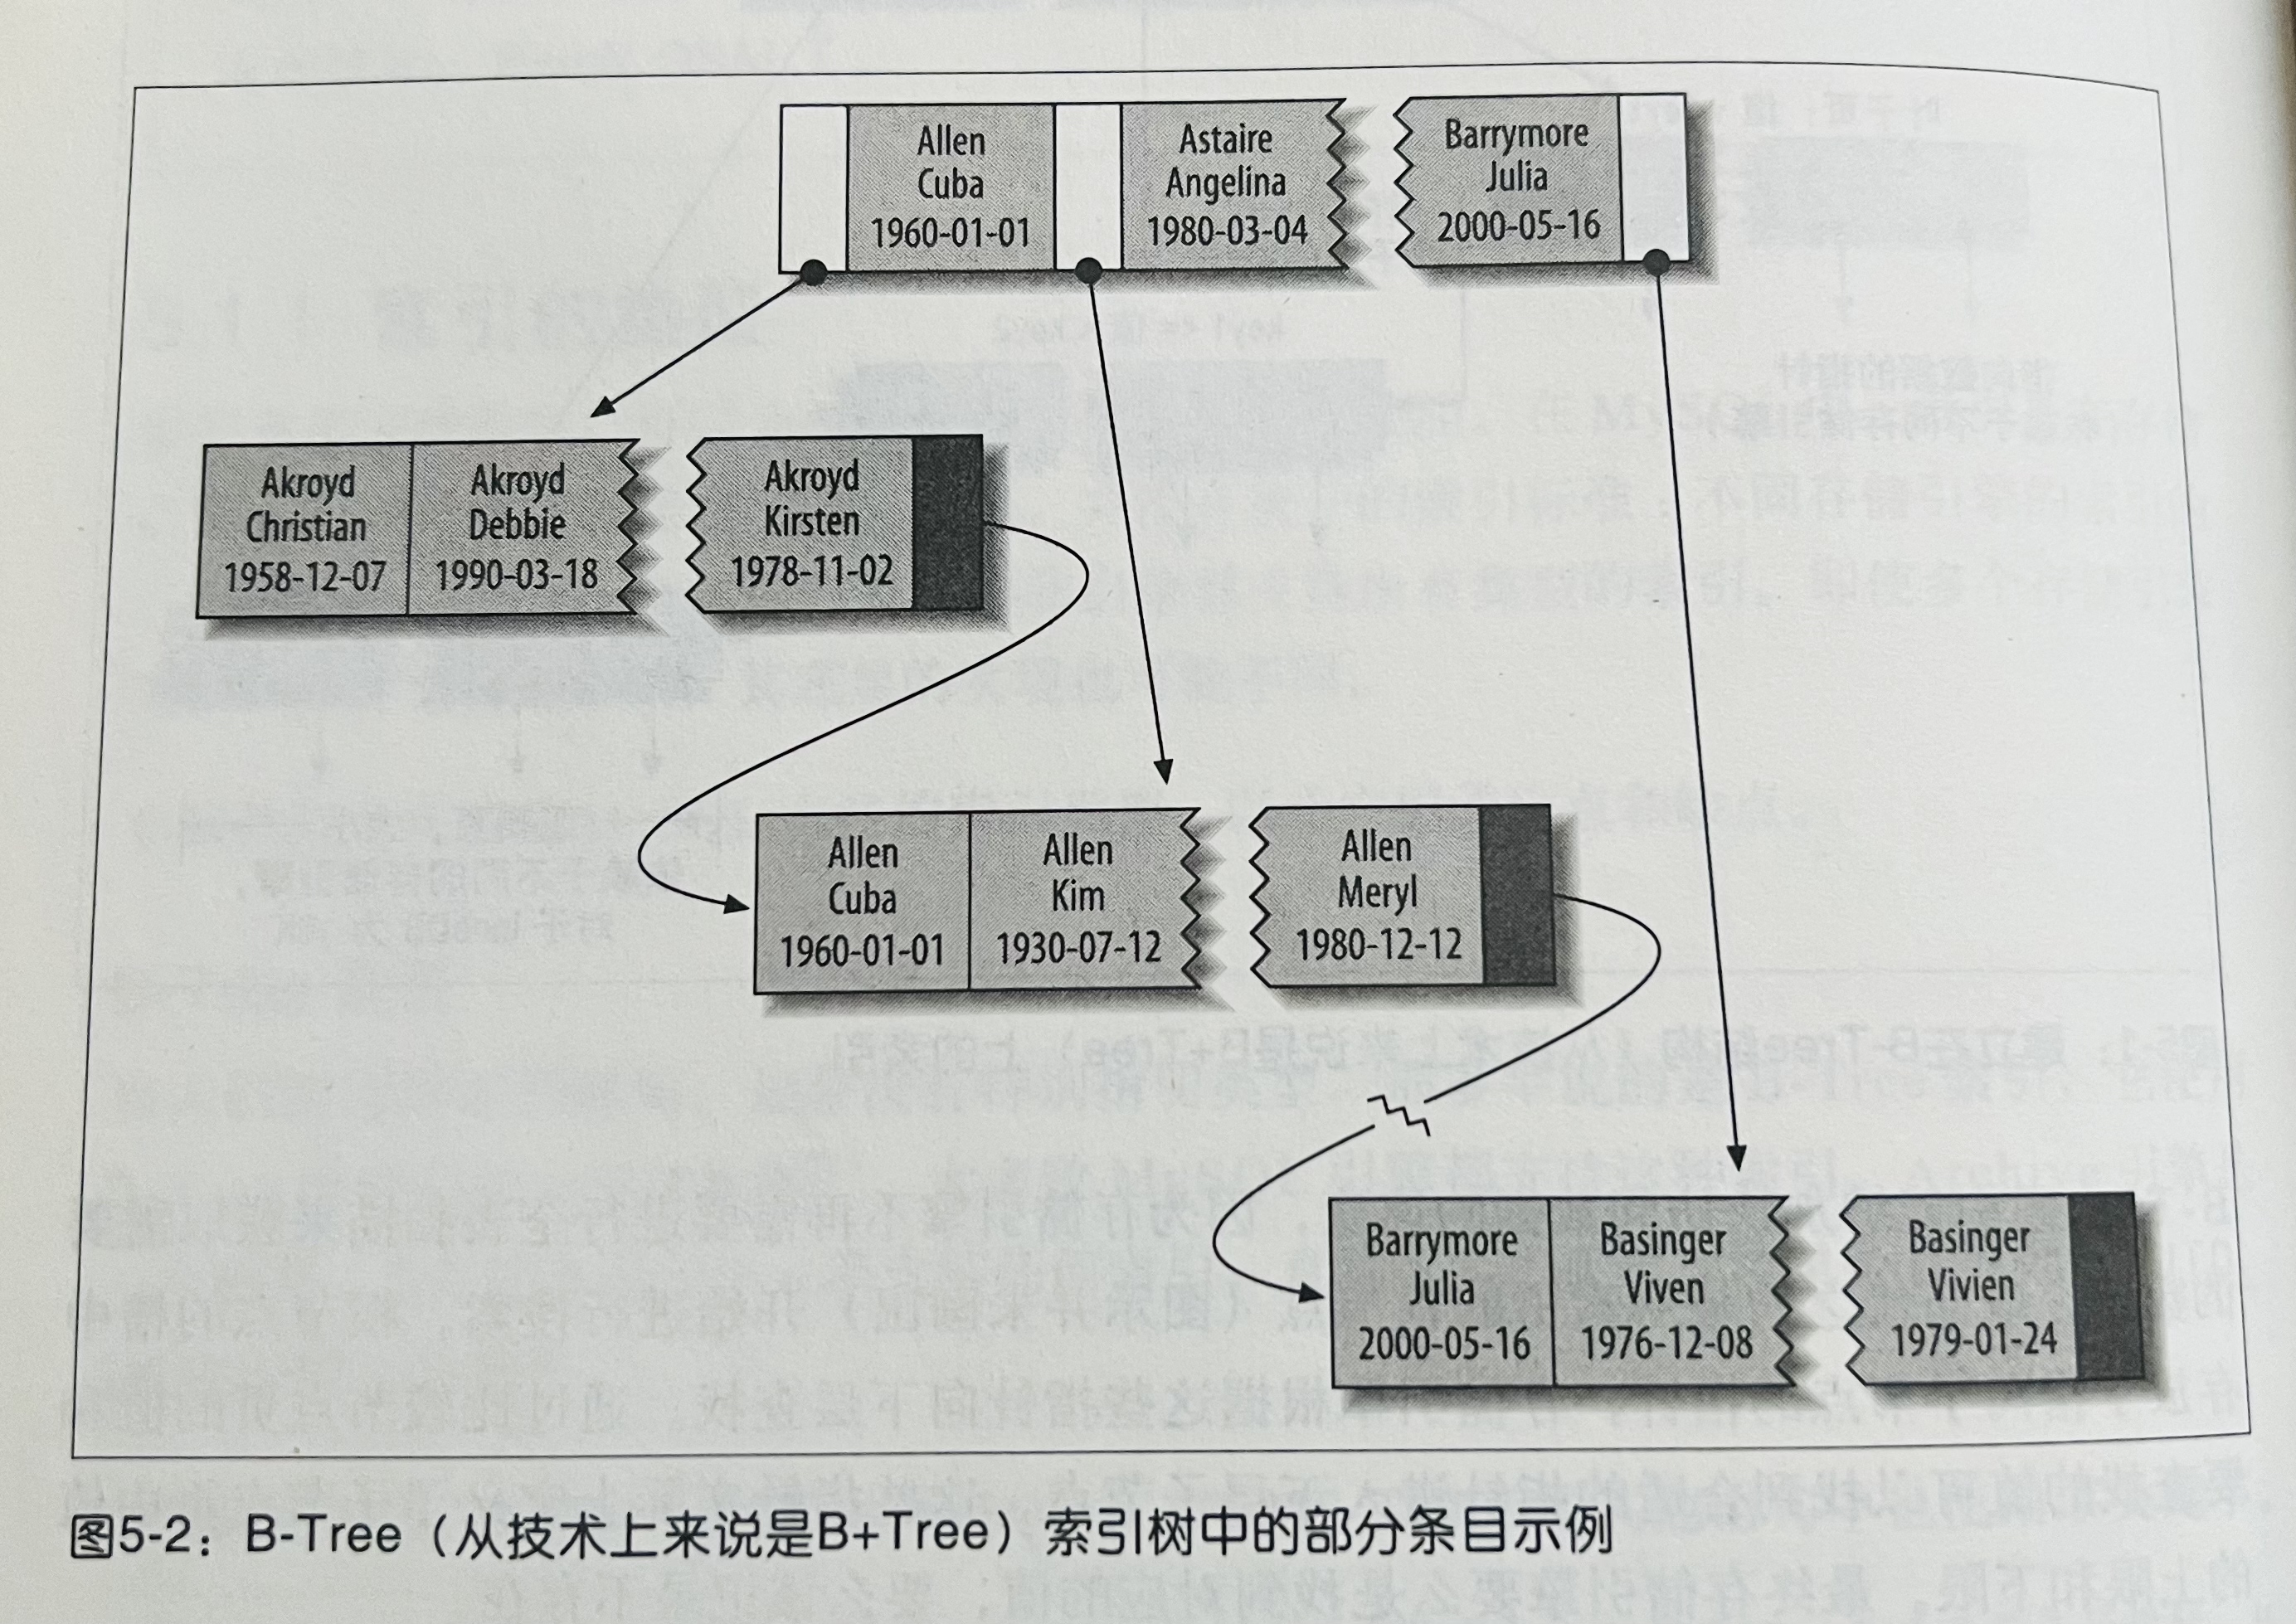 Allen
Cuba
1960-01-01
Astaire
Angelina
1980-03-04
Barrymore
Julia
2000-05-16
Akroyd
Christian
1958-12-07
Akroyd
Debbie
1990-03-18
Akroyd
Kirsten
1978-11-02
Allen
Cuba
1960-01-01
Allen
Kim
1930-07-12
Allen
Meryl
1980-12-12
Barrymore
Julia
2000-05-16
Basinger
Viven
1976-12-08
Basinger
Vivien
1979-01-24
图5-2：B-Tree（从技术上来说是B+Tree）索引树中的部分条目示例